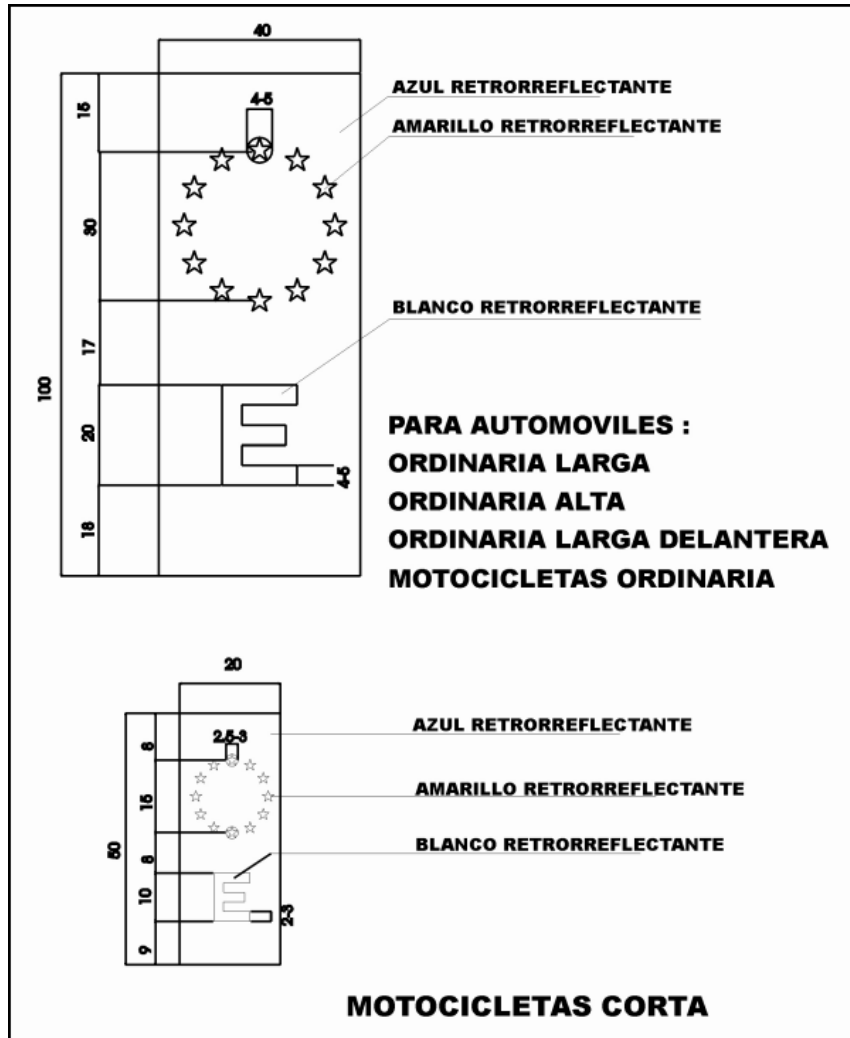 40
15
4-5
AZUL RETRORREFLECTANTE
AMARILLO RETRORREFLECTANTE
30
BLANCO RETRORREFLECTANTE
17
100
E
20
4-5
18
PARA AUTOMOVILES :
ORDINARIA LARGA
ORDINARIA ALTA
ORDINARIA LARGA DELANTERA
MOTOCICLETAS ORDINARIA
20
AZUL RETRORREFLECTANTE
8
2,5-3
AMARILLO RETRORREFLECTANTE
15
BLANCO RETRORREFLECTANTE
50
8
E
10
2-3
9
MOTOCICLETAS CORTA